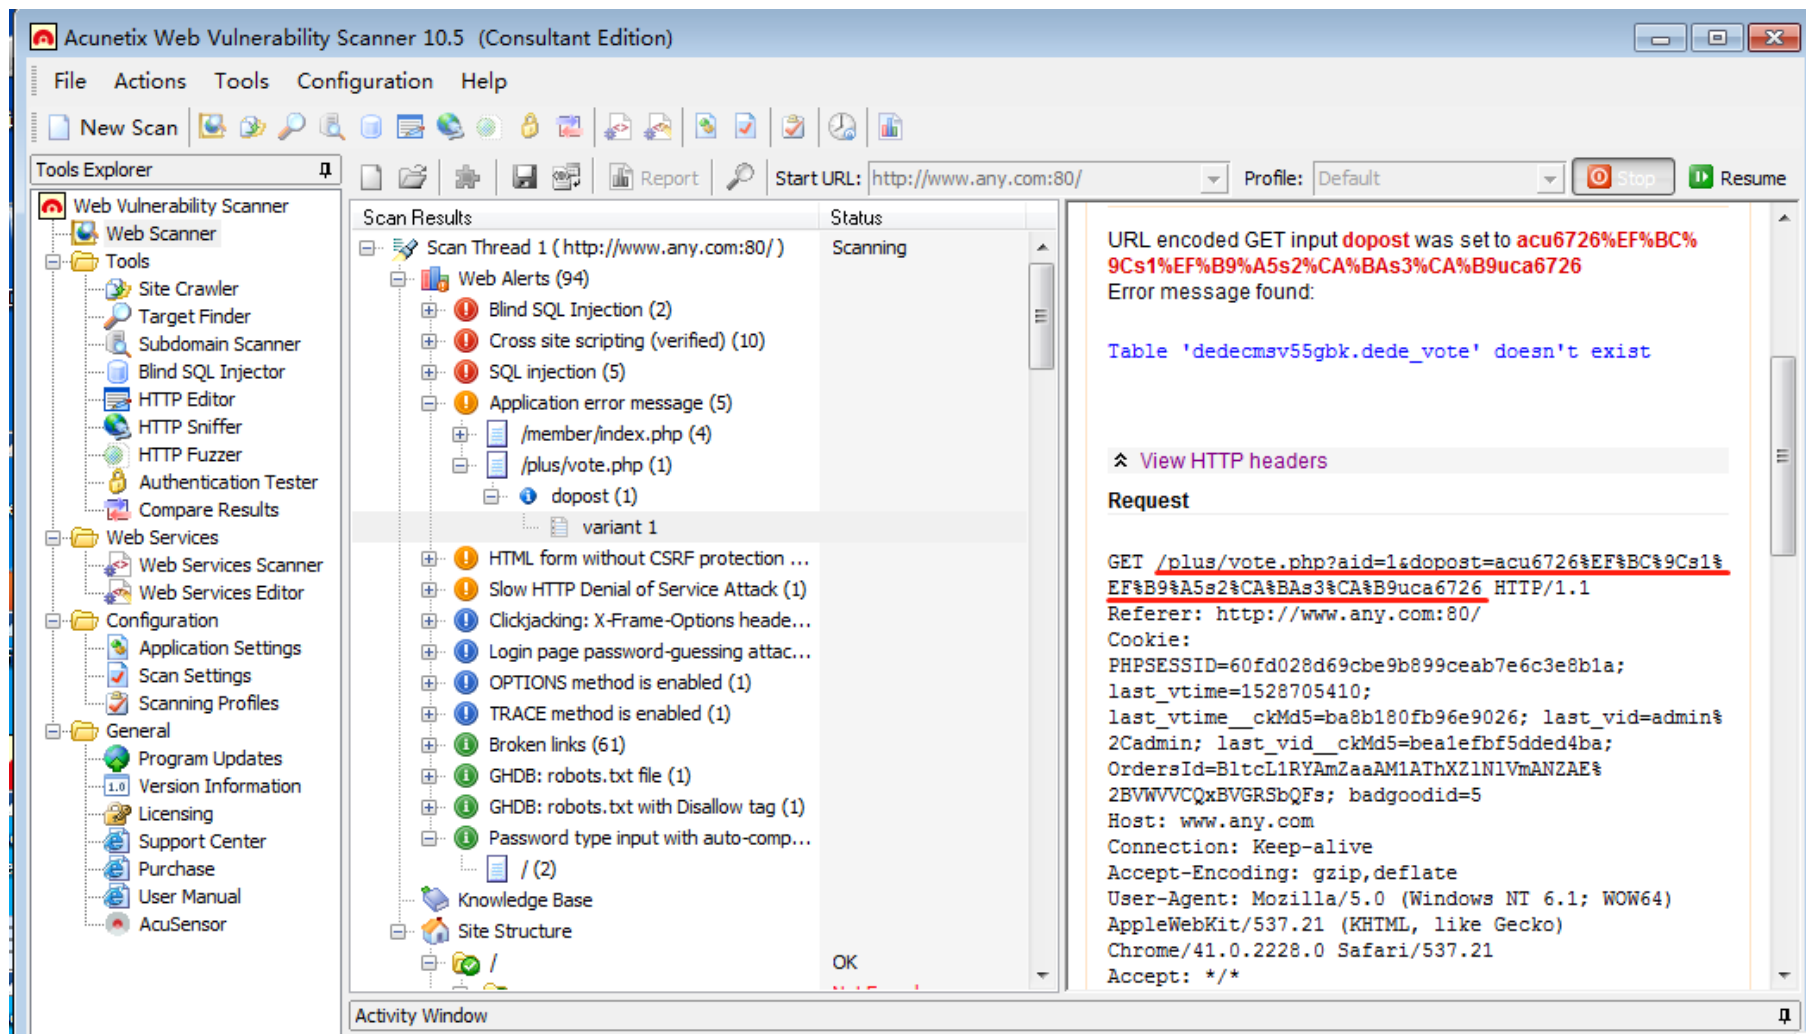 Acunetix Web Vulnerability Scanner 10.5 (Consultant Edition)
File Actions Tools Configuration Help
New Scan
Tools Explorer
Report
Start URL: http://www.any.com:80/
Profile: Default
Stop
Resume
Web Vulnerability Scanner
Web Scanner
Tools
Site Crawler
Target Finder
Subdomain Scanner
Blind SQL Injector
HTTP Editor
HTTP Sniffer
HTTP Fuzzer
Authentication Tester
Compare Results
Web Services
Web Services Scanner
Web Services Editor
Configuration
Application Settings
Scan Settings
Scanning Profiles
General
Program Updates
1.0 Version Information
Licensing
Support Center
Purchase
User Manual
AcuSensor
Scan Results Status
Scan Thread 1 ( http://www.any.com:80/ ) Scanning
Web Alerts (94)
Blind SQL Injection (2)
Cross site scripting (verified) (10)
SQL injection (5)
Application error message (5)
/member/index.php (4)
/plus/vote.php (1)
dopost (1)
variant 1
HTML form without CSRF protection ...
Slow HTTP Denial of Service Attack (1)
Clickjacking: X-Frame-Options heade...
Login page password-guessing attac...
OPTIONS method is enabled (1)
TRACE method is enabled (1)
Broken links (61)
GHDB: robots.txt file (1)
GHDB: robots.txt with Disallow tag (1)
Password type input with auto-comp...
/ (2)
Knowledge Base
Site Structure
/ OK
URL encoded GET input dopost was set to acu6726%EF%BC%
9Cs1%EF%B9%A5s2%CA%BAs3%CA%B9uca6726
Error message found:
Table 'dedecmsv55gbk.dede_vote' doesn't exist
View HTTP headers
Request
GET /plus/vote.php?aid=1&dopost=acu6726%EF%BC%9Cs1%
EF%B9%A5s2%CA%BAs3%CA%B9uca6726 HTTP/1.1
Referer: http://www.any.com:80/
Cookie:
PHPSESSID=60fd028d69cbe9b899ceab7e6c3e8b1a;
last_vtime=1528705410;
last_vtime__ckMd5=ba8b180fb96e9026; last_vid=admin%
2Cadmin; last_vid__ckMd5=bea1efbf5dded4ba;
OrdersId=BltcL1RYAmZaaAM1AThXZlNlVmANZAE%
2BVWVVCQxBVGRSbQFs; badgoodid=5
Host: www.any.com
Connection: Keep-alive
Accept-Encoding: gzip,deflate
User-Agent: Mozilla/5.0 (Windows NT 6.1; WOW64)
AppleWebKit/537.21 (KHTML, like Gecko)
Chrome/41.0.2228.0 Safari/537.21
Accept: */*
Activity Window